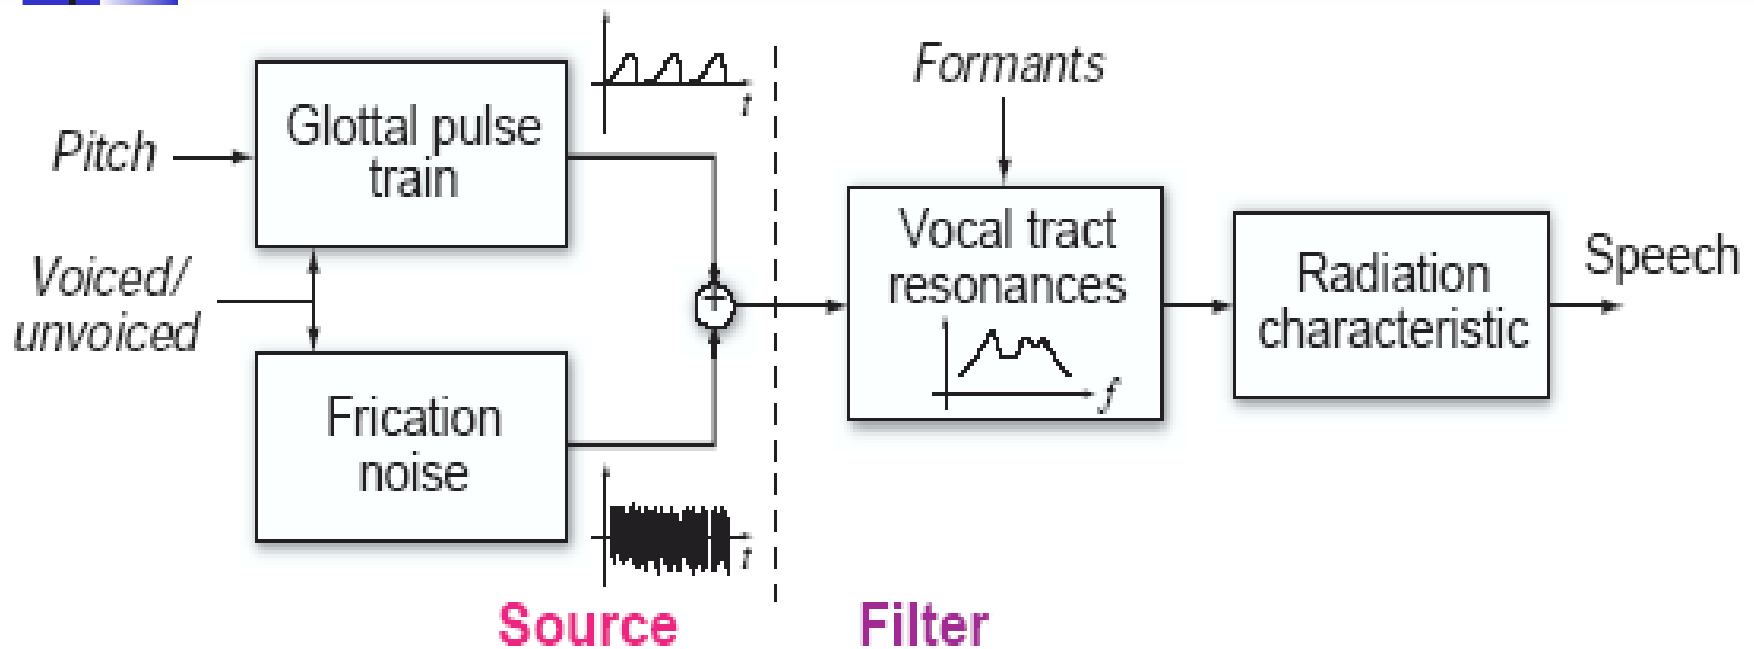 Pitch
Glottal pulse
train
t
Voiced/
unvoiced
Frication
noise
t
+
Formants
Vocal tract
resonances
f
Radiation
characteristic
Speech
Source
Filter